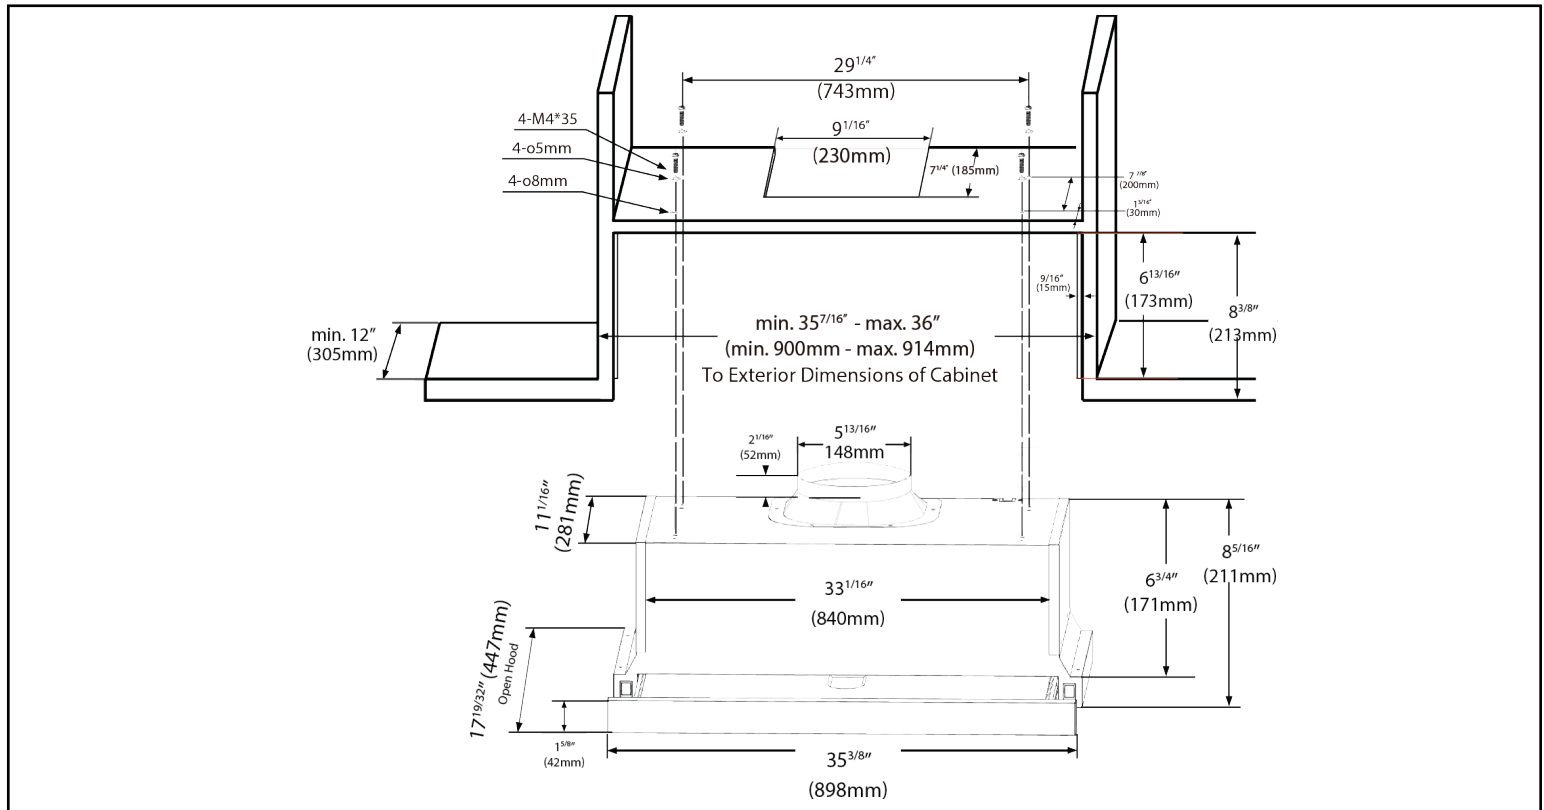 29 1/4″
(743mm)
4-M4*35
9 1/16″
4-o5mm
(230mm)
7 1/4″ (185mm)
4-o8mm
7 7/8″
(200mm)
1 3/16″
(30mm)
9/16″
(15mm)
6 13/16″
(173mm)
8 3/8″
(213mm)
min. 12″
(305mm)
min. 35 7/16″ - max. 36″
(min. 900mm - max. 914mm)
To Exterior Dimensions of Cabinet
2 1/16″
(52mm)
5 13/16″
148mm
11 1/16″
(281mm)
8 5/16″
(211mm)
6 3/4″
(171mm)
33 1/16″
(840mm)
17 19/32″ (447mm)
Open Hood
1 5/8″
(42mm)
35 3/8″
(898mm)